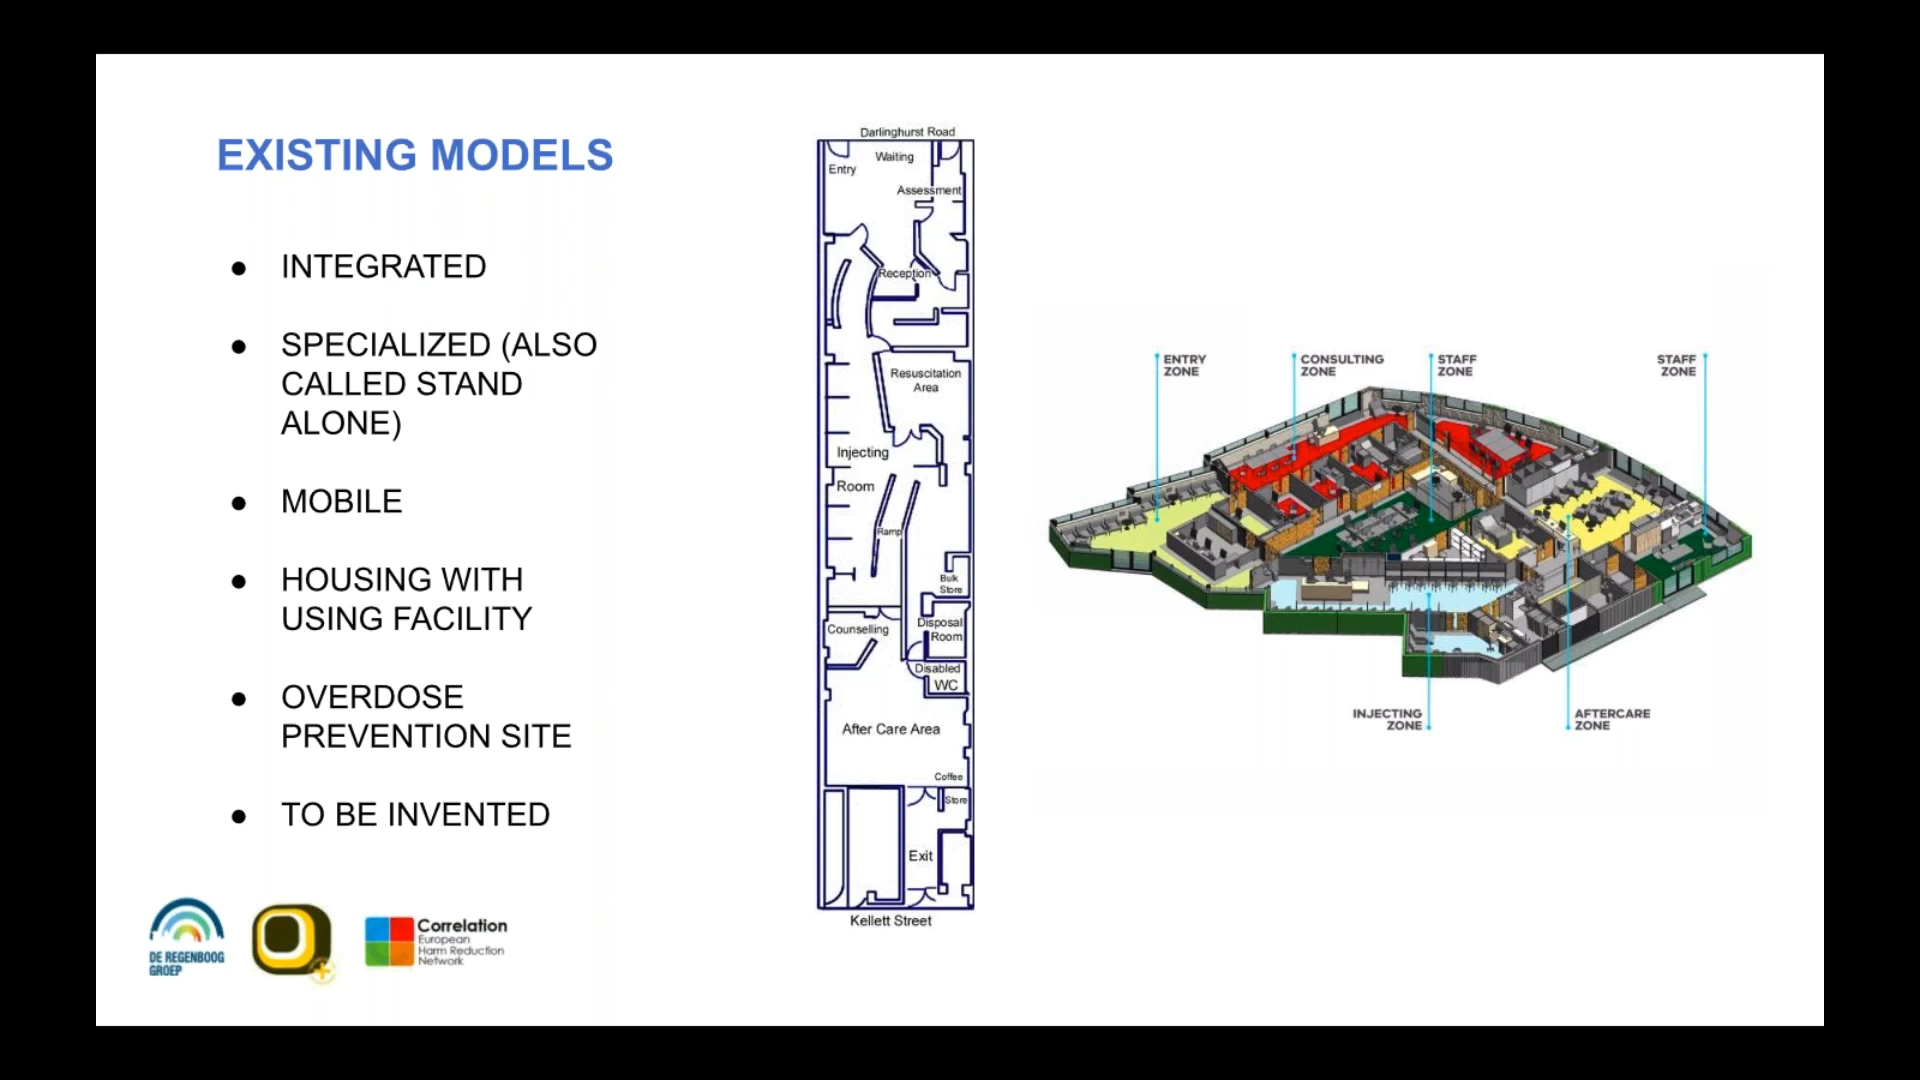 EXISTING MODELS
● INTEGRATED
● SPECIALIZED (ALSO
CALLED STAND
ALONE)
● MOBILE
● HOUSING WITH
USING FACILITY
● OVERDOSE
PREVENTION SITE
● TO BE INVENTED
DE REGENBOOG
GROEP
Correlation
European
Harm Reduction
Network
Darlinghurst Road
Waiting
Entry
Assessment
Reception
Resuscitation
Area
Injecting
Room
Ramp
Bulk
Store
Counselling
Disposal
Room
Disabled
WC
After Care Area
Coffee
Store
Exit
Kellett Street
ENTRY
ZONE
CONSULTING
ZONE
STAFF
ZONE
STAFF
ZONE
INJECTING
ZONE
AFTERCARE
ZONE